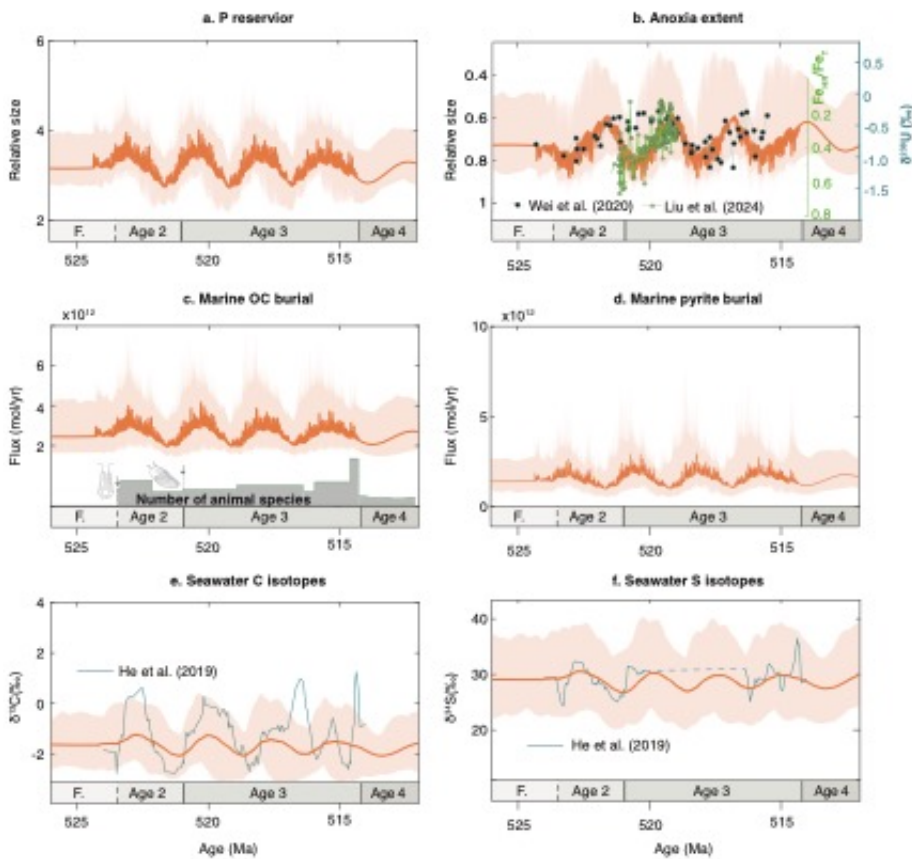 a. P reservior
6
4
2
Relative size
F.
Age 2
Age 3
Age 4
525
520
515
b. Anoxia extent
0.4
0.6
0.8
1
Relative size
Wei et al. (2020)
Liu et al. (2024)
0.2
0.4
0.6
0.8
0.5
0
-0.5
-1.0
-1.5
F.
Age 2
Age 3
Age 4
525
520
515
c. Marine OC burial
x10¹²
6
4
2
Flux (mol/yr)
Number of animal species
F.
Age 2
Age 3
Age 4
525
520
515
d. Marine pyrite burial
x10¹²
10
5
0
Flux (mol/yr)
F.
Age 2
Age 3
Age 4
525
520
515
e. Seawater C isotopes
4
2
0
-2
δ¹³C(‰)
He et al. (2019)
F.
Age 2
Age 3
Age 4
525
520
515
Age (Ma)
f. Seawater S isotopes
40
30
20
δ³⁴S(‰)
He et al. (2019)
F.
Age 2
Age 3
Age 4
525
520
515
Age (Ma)